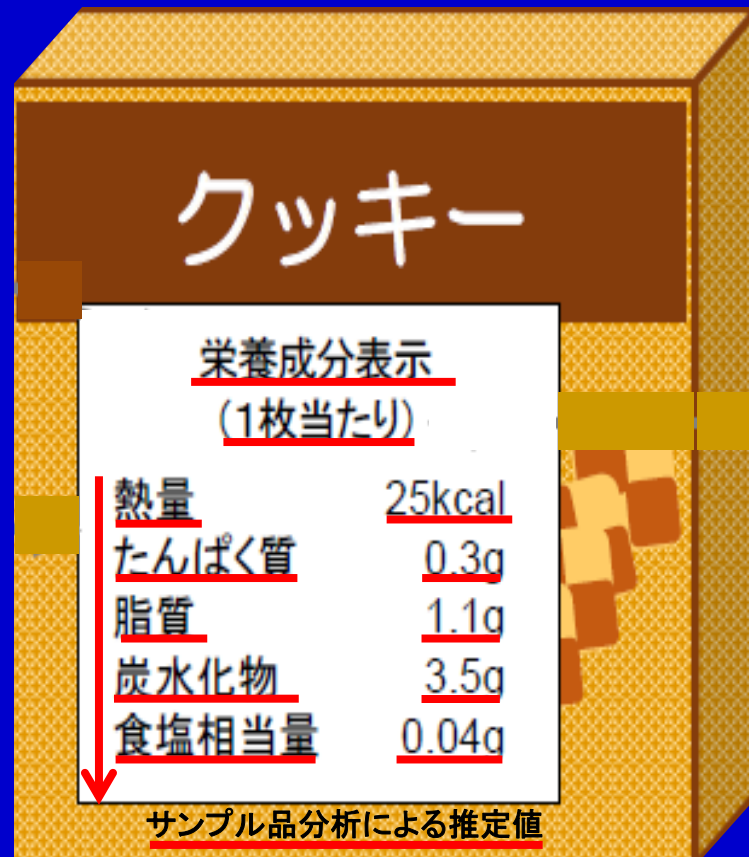 クッキー
栄養成分表示
(1枚当たり)
熱量 25kcal
たんぱく質 0.3g
脂質 1.1g
炭水化物 3.5g
食塩相当量 0.04g
サンプル品分析による推定値